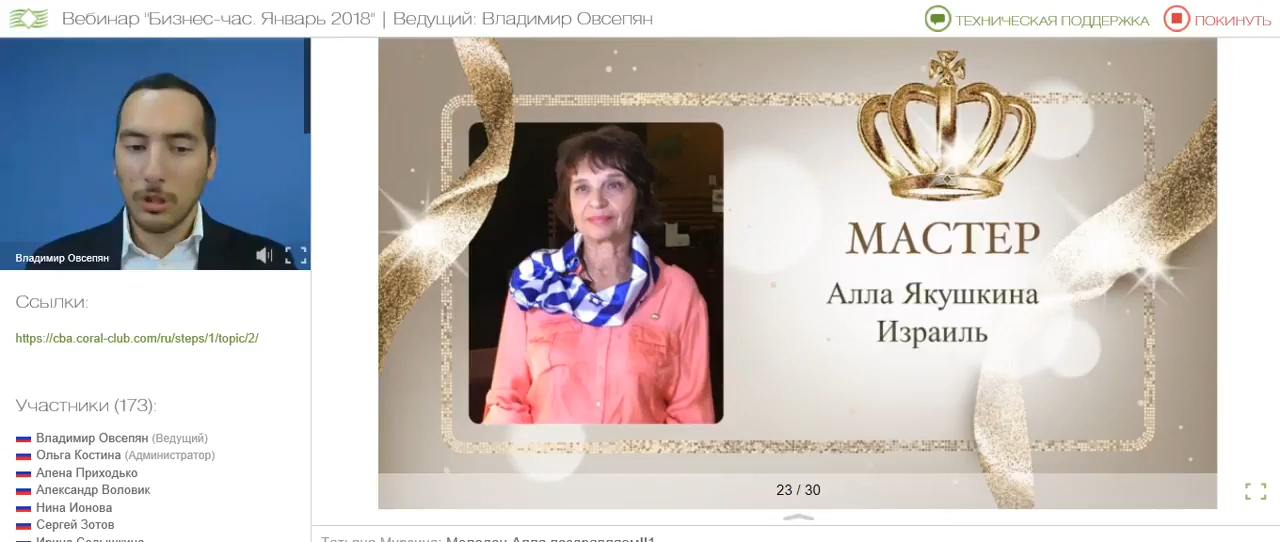 Вебинар "Бизнес-час. Январь 2018" | Ведущий: Владимир Овсепян
ТЕХНИЧЕСКАЯ ПОДДЕРЖКА
ПОКИНУТЬ
Владимир Овсепян
Ссылки:
https://cba.coral-club.com/ru/steps/1/topic/2/
Участники (173):
Владимир Овсепян (Ведущий)
Ольга Костина (Администратор)
Алена Приходько
Александр Воловик
Нина Ионова
Сергей Зотов
МАСТЕР
Алла Якушкина
Израиль
23 / 30